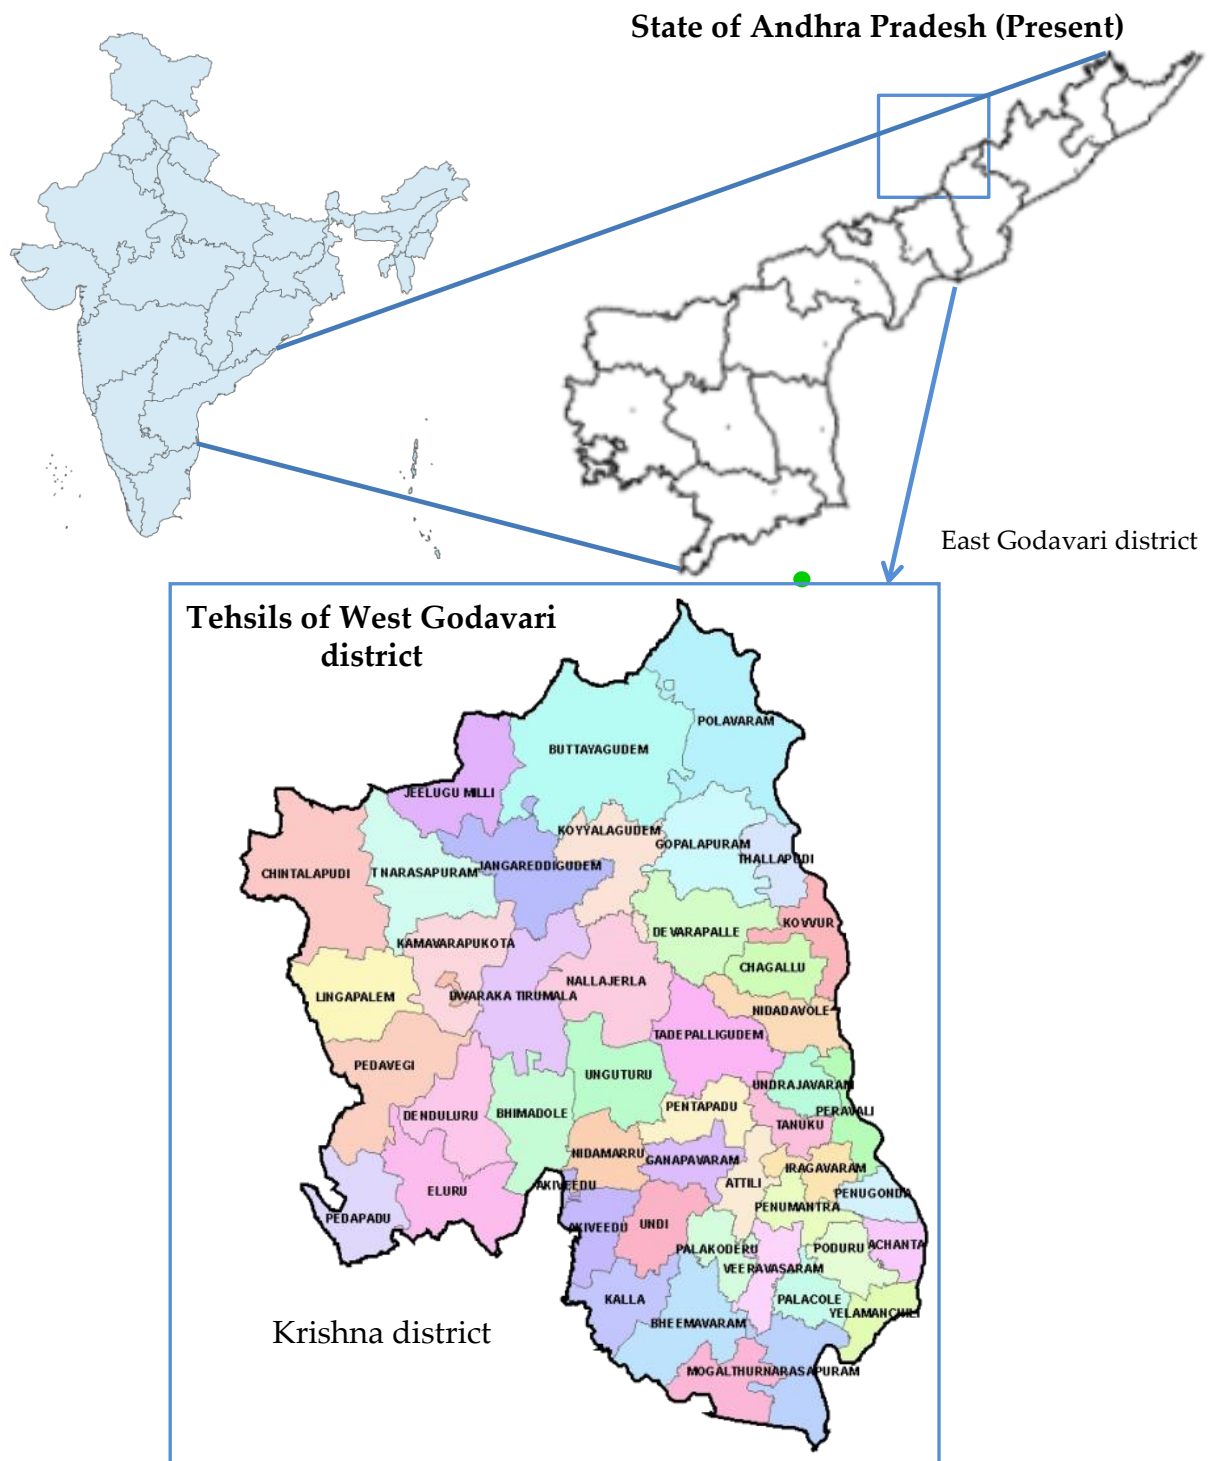 State of Andhra Pradesh (Present)
East Godavari district
Tehsils of West Godavari
district
POLAVARAM
BUTTAYAGUDEM
JEELUGU MILLI
KOYYALAGUDEM
GOPALAPURAM
THALLAPUDI
CHINTALAPUDI
T NARASAPURAM
JANGAREDDIGUDEM
KOVVUR
DEVARAPALLE
KAMAVARAPUKOTA
CHAGALLU
NALLAJERLA
LINGAPALEM
DWARAKA TIRUMALA
NIDADAVOLE
TADEPALLIGUDEM
PEDAVEGI
UNGUTURU
UNDRAJAVARAM
DENDULURU
BHIMADOLE
PENTAPADU
PERAVALI
TANUKU
NIDAMARRU
GANAPAVARAM
IRAGAVARAM
AKIVEEDU
ATTILI
ELURU
PENUGONDA
PENUMANTRA
PEDAPADU
AKIVEEDU
UNDI
PALAKODERU
PODURU
ACHANTA
VEERAVASARAM
KALLA
PALACOLE
YELAMANCHILI
BHEEMAVARAM
Krishna district
MOGALTHUR
NARASAPURAM